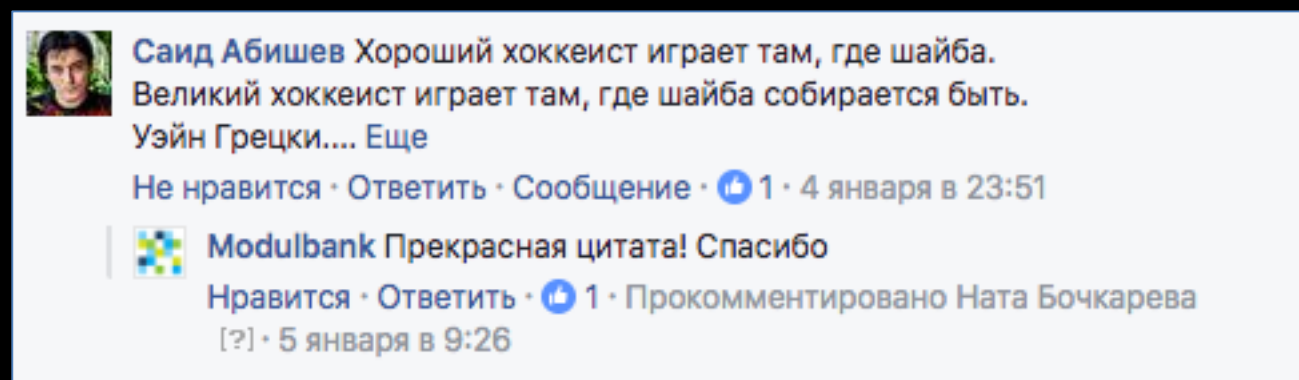 Саид Абишев Хороший хоккеист играет там, где шайба.
Великий хоккеист играет там, где шайба собирается быть.
Уэйн Грецки.... Еще
Не нравится · Ответить · Сообщение · 1 · 4 января в 23:51
Modulbank Прекрасная цитата! Спасибо
Нравится · Ответить · 1 · Прокомментировано Ната Бочкарева
[?] · 5 января в 9:26